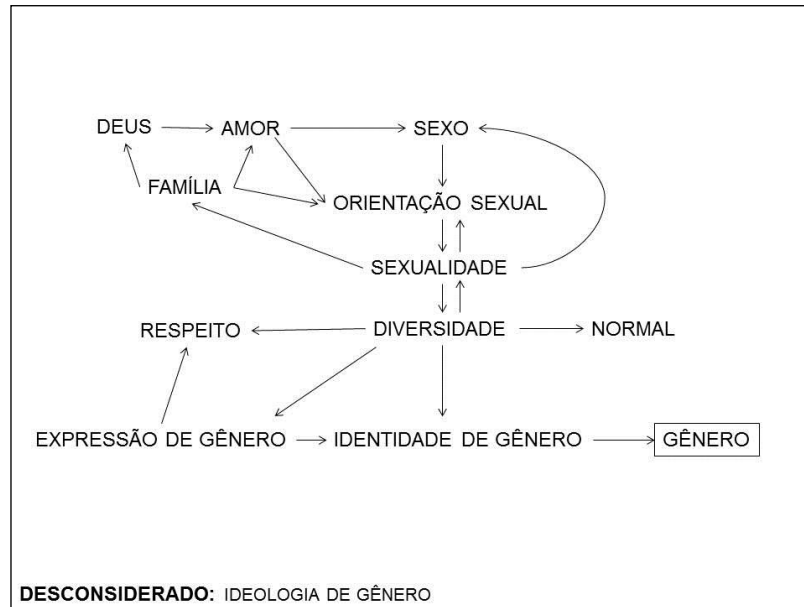 DEUS AMOR SEXO
FAMÍLIA
ORIENTAÇÃO SEXUAL
SEXUALIDADE
RESPEITO DIVERSIDADE NORMAL
EXPRESSÃO DE GÊNERO IDENTIDADE DE GÊNERO GÊNERO
DESCONSIDERADO: IDEOLOGIA DE GÊNERO